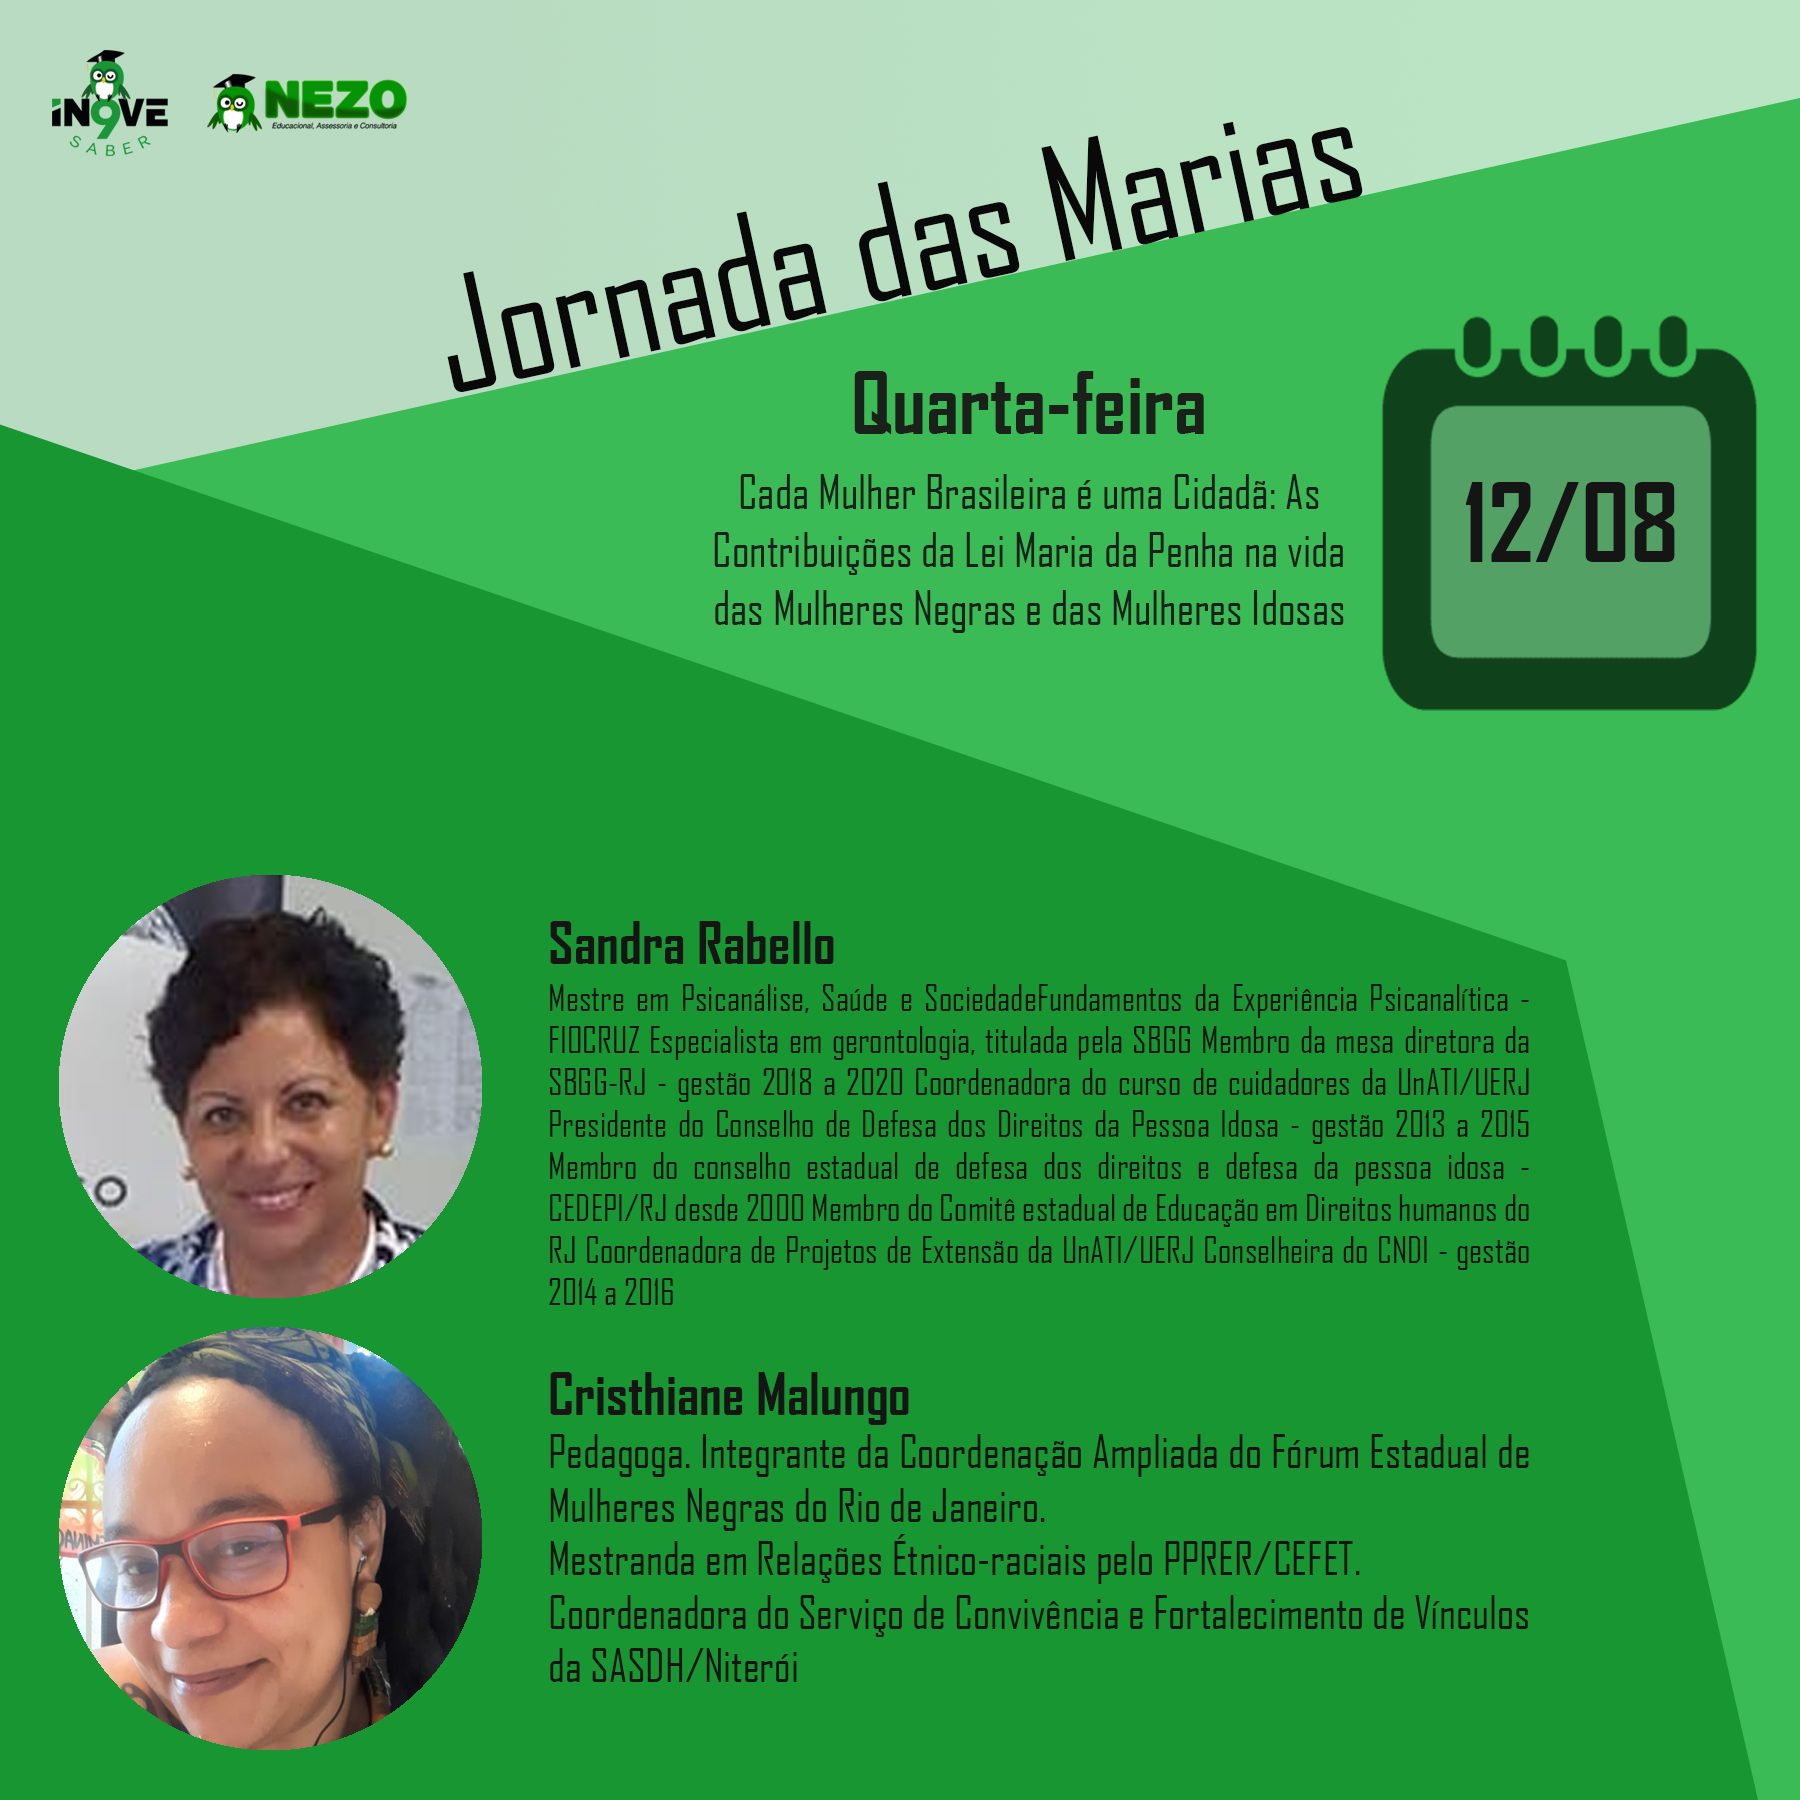 iN9VE
SABER
NEZO
Educacional, Assessoria e Consultoria
Jornada das Marias
Quarta-feira
Cada Mulher Brasileira é uma Cidadã: As
Contribuições da Lei Maria da Penha na vida
das Mulheres Negras e das Mulheres Idosas
12/08
Sandra Rabello
Mestre em Psicanálise, Saúde e SociedadeFundamentos da Experiência Psicanalítica -
FIOCRUZ Especialista em gerontologia, titulada pela SBGG Membro da mesa diretora da
SBGG-RJ - gestão 2018 a 2020 Coordenadora do curso de cuidadores da UnATI/UERJ
Presidente do Conselho de Defesa dos Direitos da Pessoa Idosa - gestão 2013 a 2015
Membro do conselho estadual de defesa dos direitos e defesa da pessoa idosa -
CEDEPI/RJ desde 2000 Membro do Comitê estadual de Educação em Direitos humanos do
RJ Coordenadora de Projetos de Extensão da UnATI/UERJ Conselheira do CNDI - gestão
2014 a 2016
Cristhiane Malungo
Pedagoga. Integrante da Coordenação Ampliada do Fórum Estadual de
Mulheres Negras do Rio de Janeiro.
Mestranda em Relações Étnico-raciais pelo PPRER/CEFET.
Coordenadora do Serviço de Convivência e Fortalecimento de Vínculos
da SASDH/Niterói